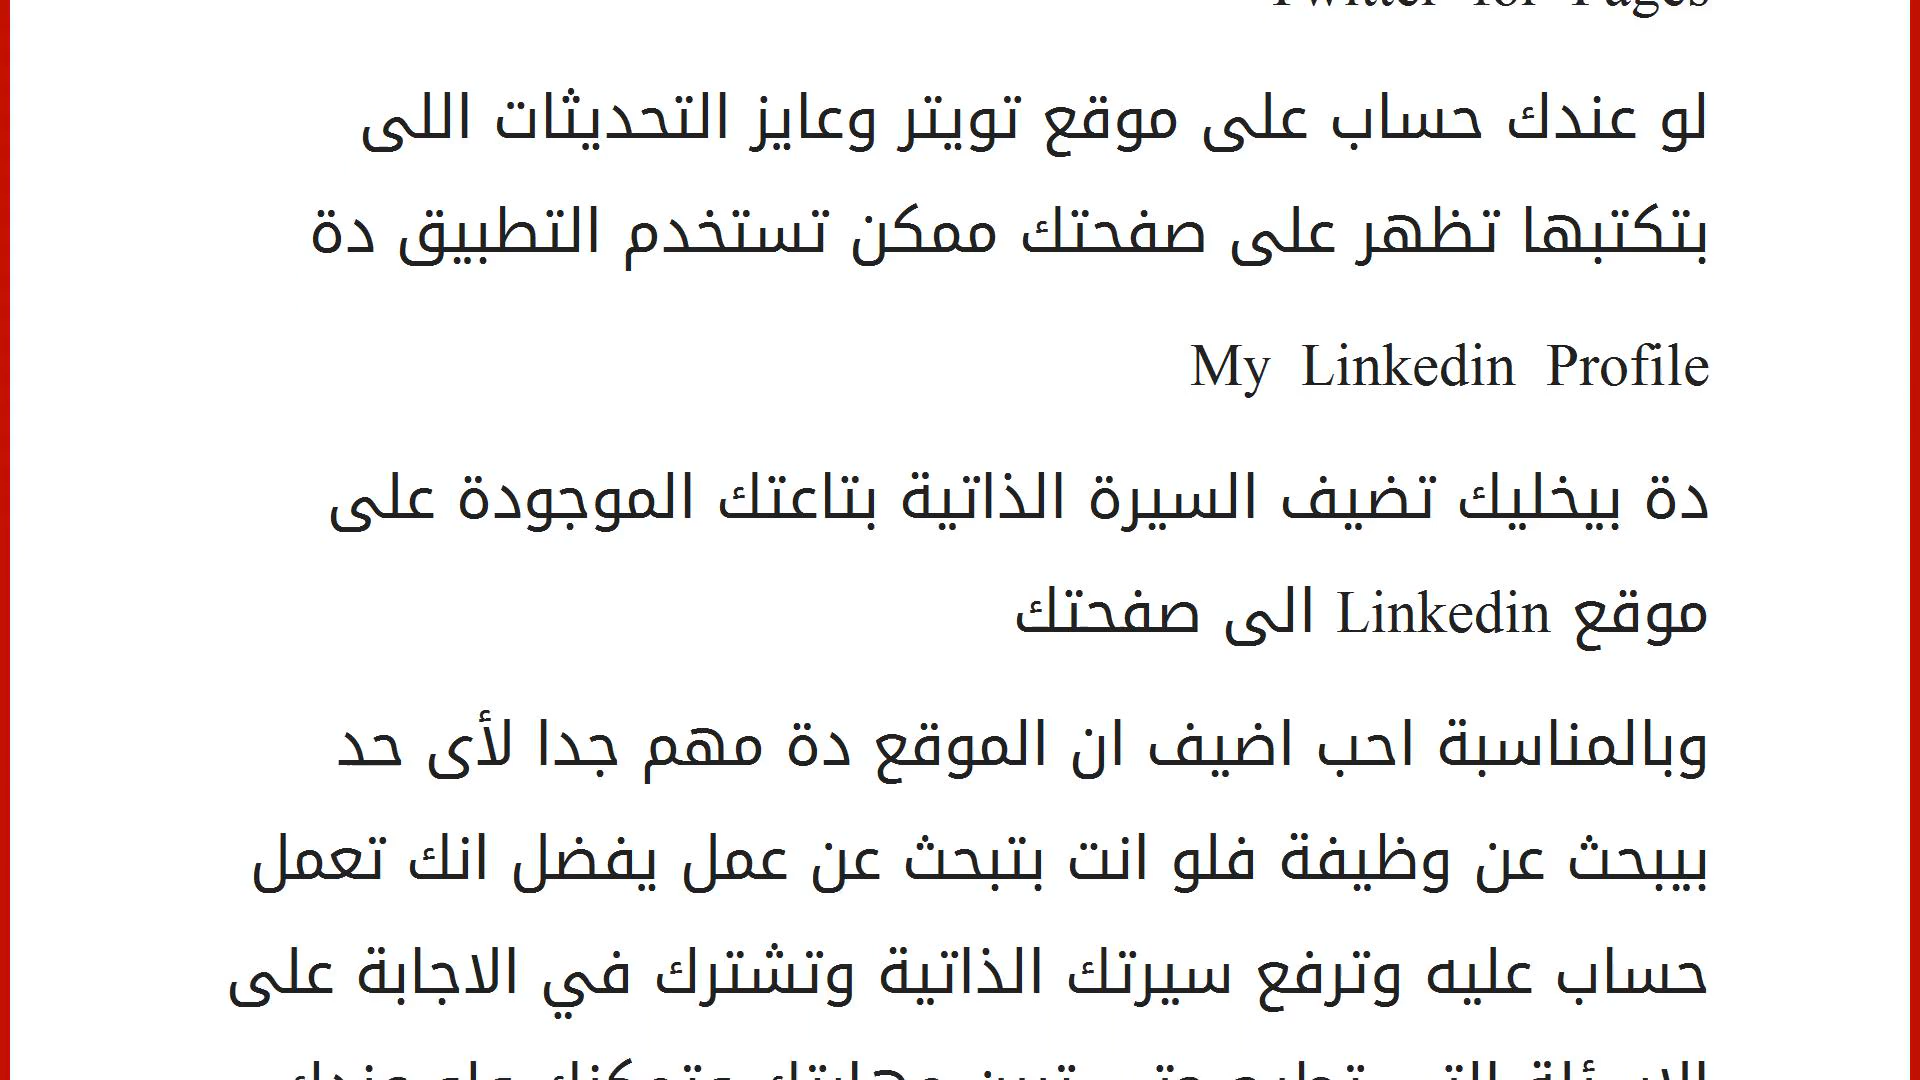 Twitter for Pages
لو عندك حساب على موقع تويتر وعايز التحديثات اللى
بتكتبها تظهر على صفحتك ممكن تستخدم التطبيق دة
My Linkedin Profile
دة بيخليك تضيف السيرة الذاتية بتاعتك الموجودة على
موقع Linkedin الى صفحتك
وبالمناسبة احب اضيف ان الموقع دة مهم جدا لأى حد
بيبحث عن وظيفة فلو انت بتبحث عن عمل يفضل انك تعمل
حساب عليه وترفع سيرتك الذاتية وتشترك في الاجابة على